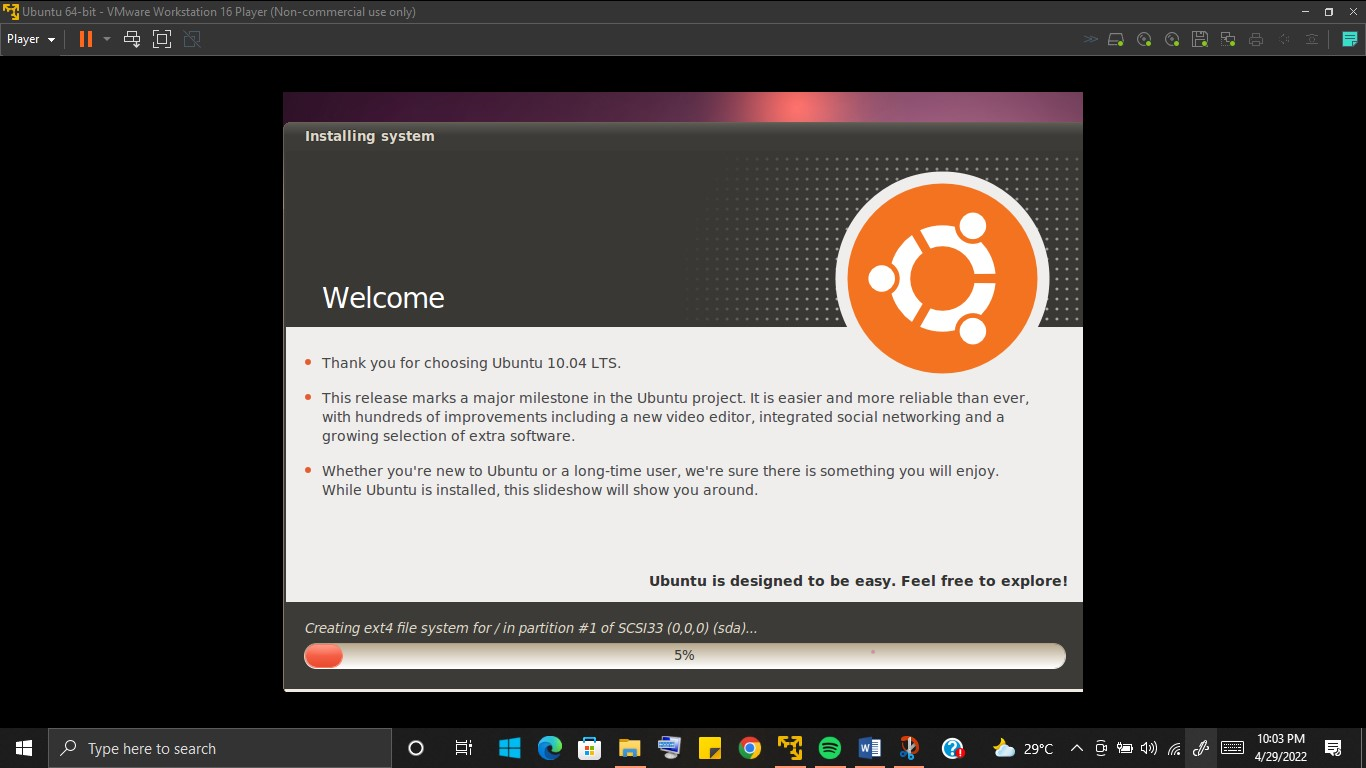 Ubuntu 64-bit - VMware Workstation 16 Player (Non-commercial use only)
Player
Installing system
Welcome
Thank you for choosing Ubuntu 10.04 LTS.
This release marks a major milestone in the Ubuntu project. It is easier and more reliable than ever,
with hundreds of improvements including a new video editor, integrated social networking and a
growing selection of extra software.
Whether you're new to Ubuntu or a long-time user, we're sure there is something you will enjoy.
While Ubuntu is installed, this slideshow will show you around.
Ubuntu is designed to be easy. Feel free to explore!
Creating ext4 file system for / in partition #1 of SCSI33 (0,0,0) (sda)...
5%
Type here to search
29°C
10:03 PM
4/29/2022